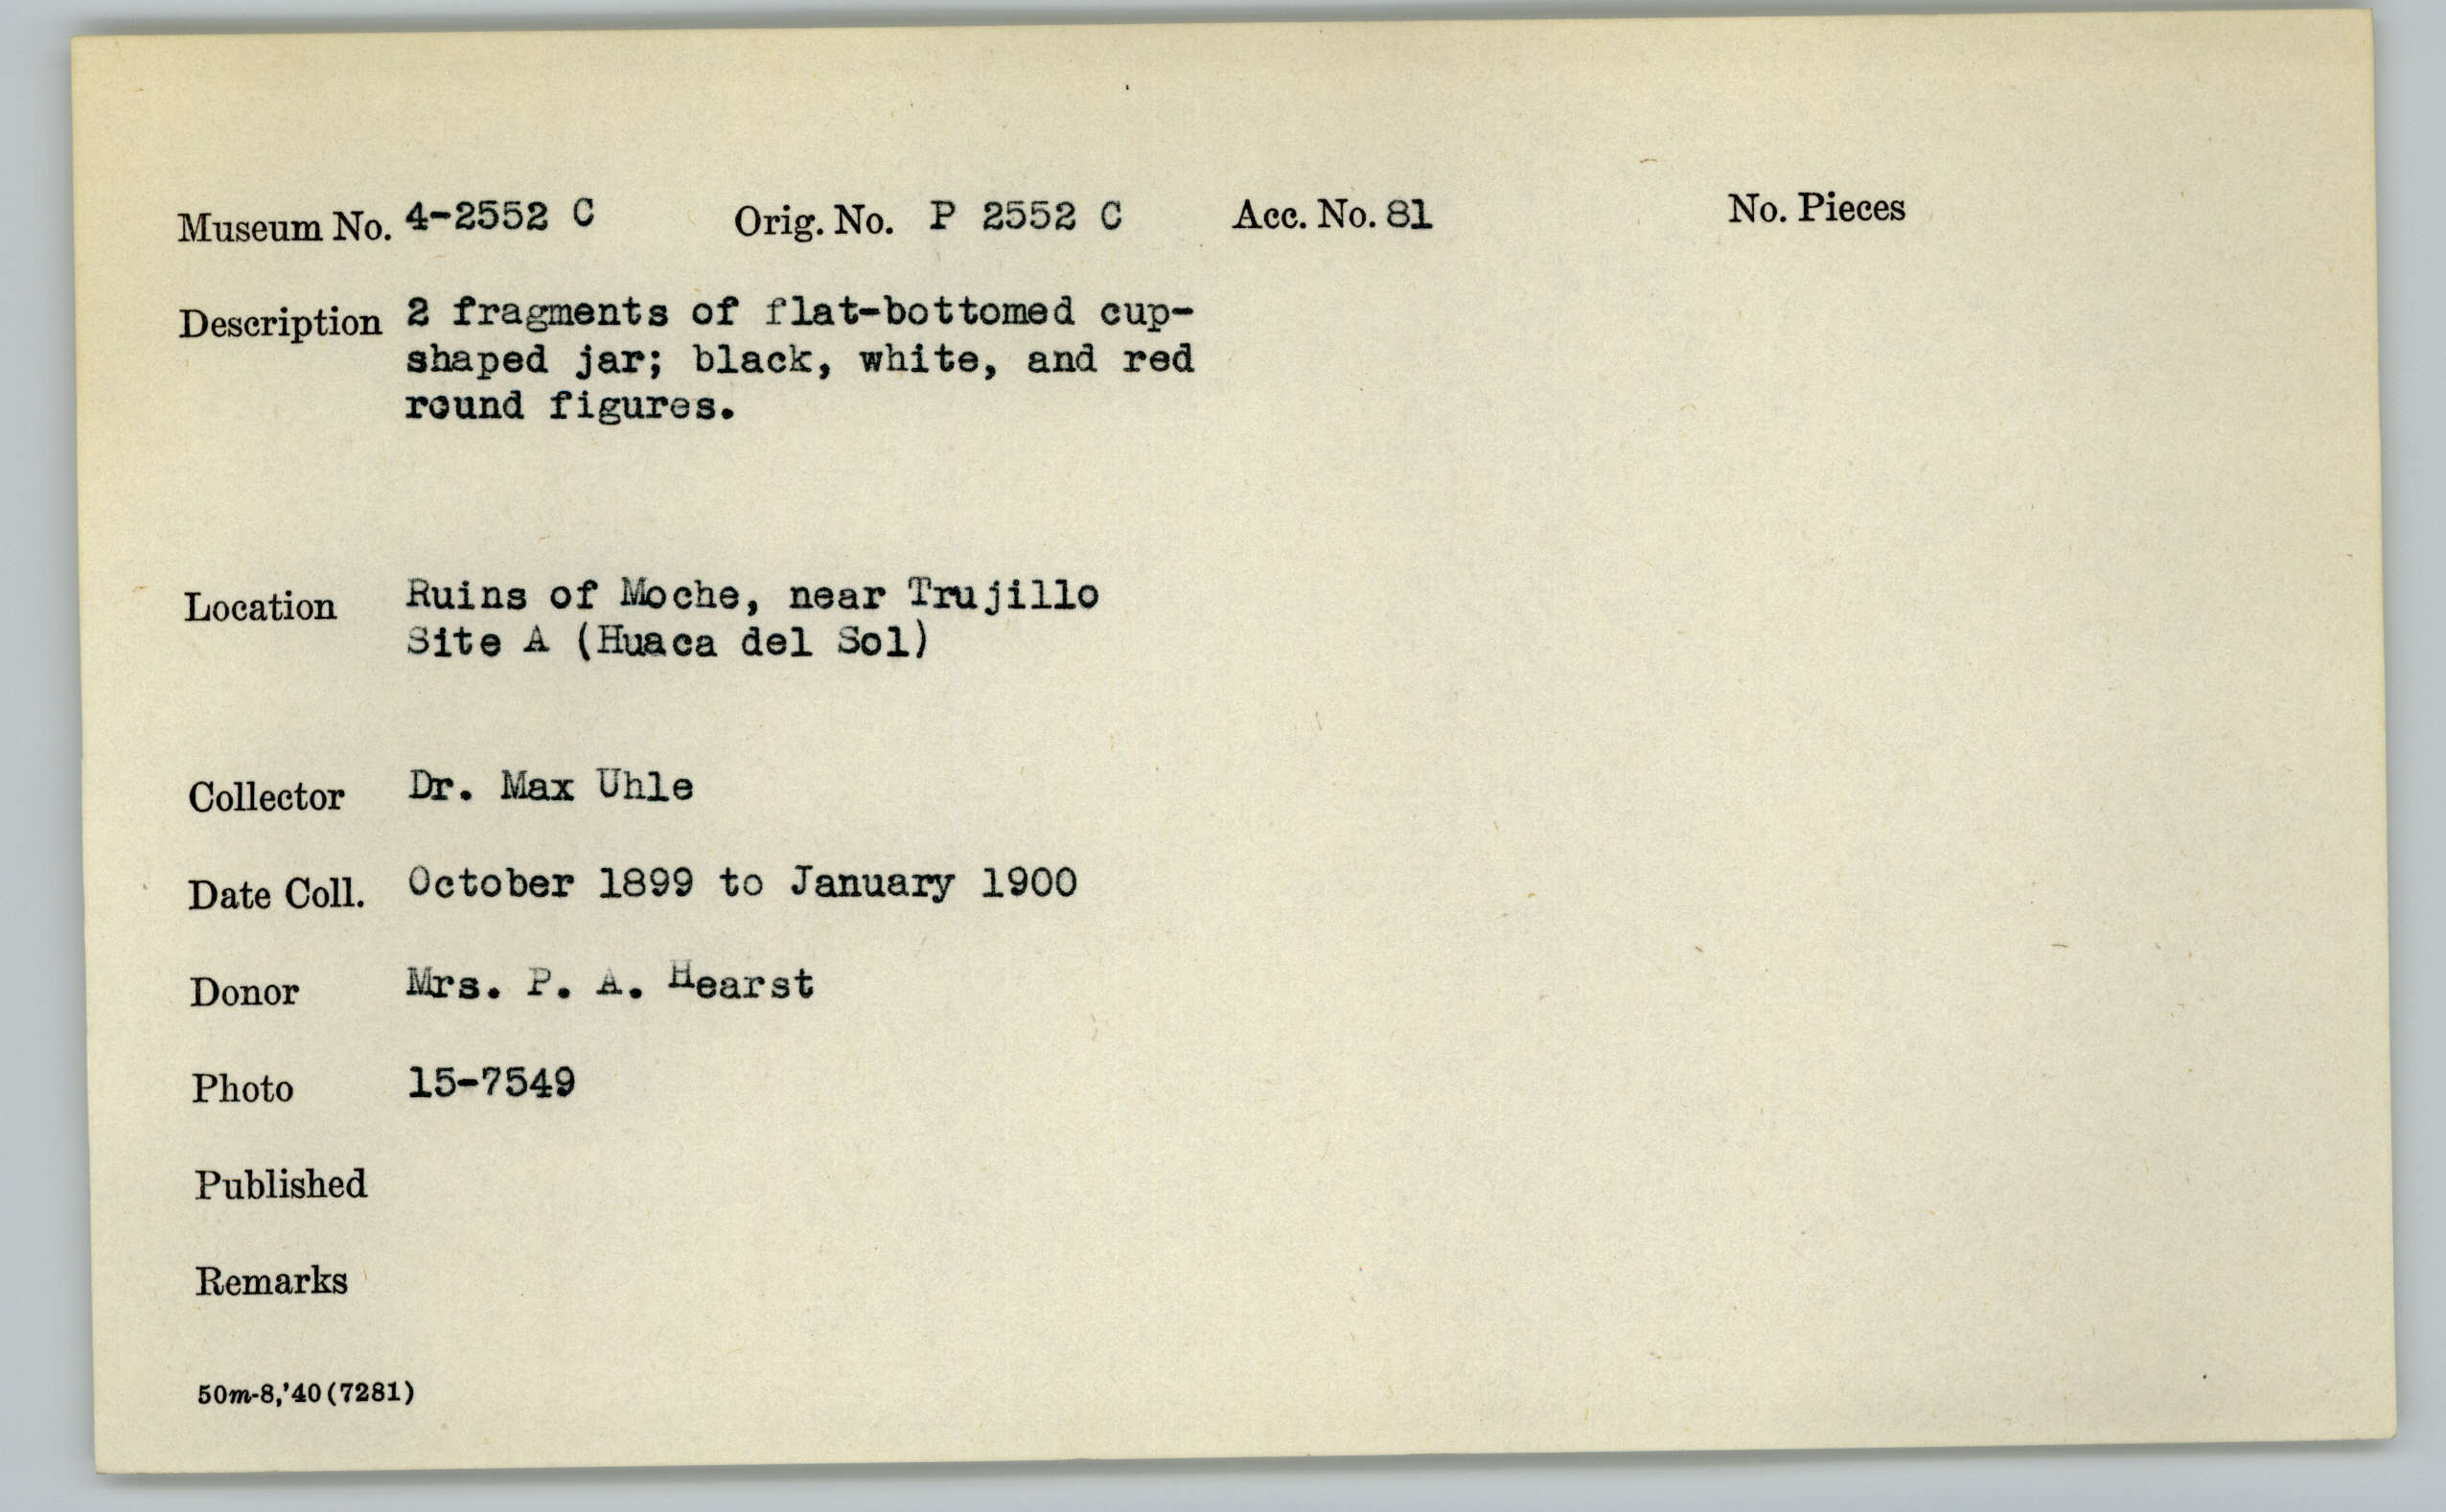 Museum No. 4-2552 C Orig. No. P 2552 C Acc. No. 81 No. Pieces
Description 2 fragments of flat-bottomed cup-
shaped jar; black, white, and red
round figures.
Location Ruins of Moche, near Trujillo
Site A (Huaca del Sol)
Collector Dr. Max Uhle
Date Coll. October 1899 to January 1900
Donor Mrs. P. A. Hearst
Photo 15-7549
Published
Remarks
50m-8,'40(7281)